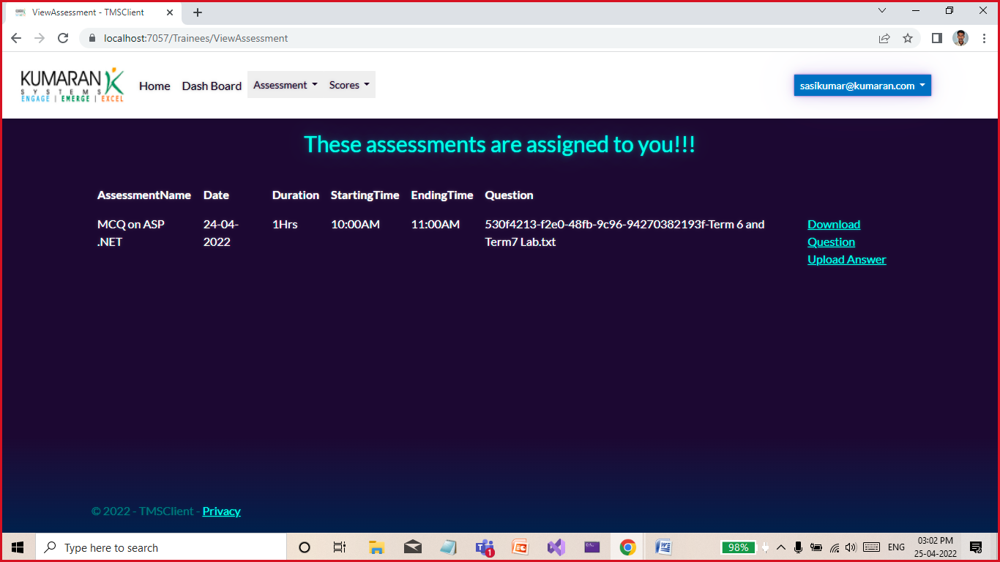 ViewAssessment - TMSClient
localhost:7057/Trainees/ViewAssessment
KUMARAN
SYSTEMS
ENGAGE | EMERGE | EXCEL
Home Dash Board Assessment Scores sasikumar@kumaran.com
These assessments are assigned to you!!!
AssessmentName Date Duration StartingTime EndingTime Question
MCQ on ASP 24-04- 1Hrs 10:00AM 11:00AM 530f4213-f2e0-48fb-9c96-94270382193f-Term 6 and Download
.NET 2022 Term7 Lab.txt Question
Upload Answer
© 2022 - TMSClient - Privacy
Type here to search 1 98% ENG 03:02 PM
25-04-2022